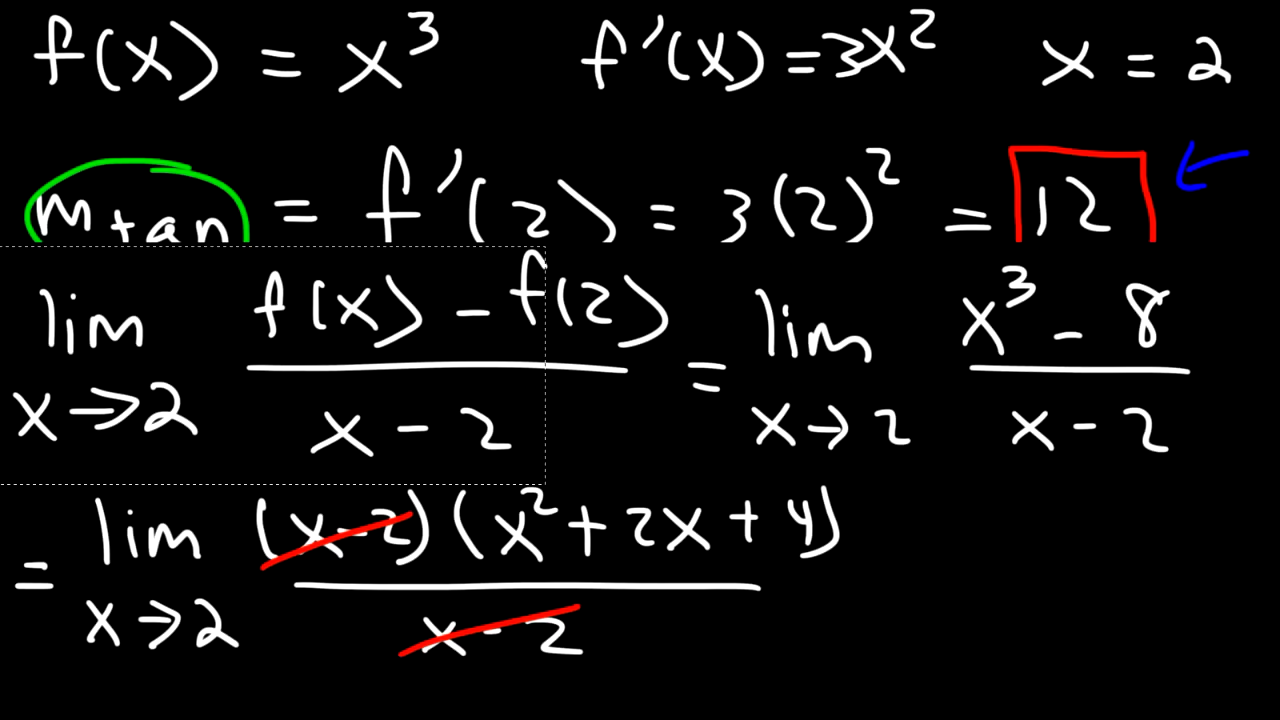 f(x) = x³ f'(x) = 3x² x = 2
m tan = f'(2) = 3(2)² = 12
lim x→2 f(x) - f(2) / x - 2 = lim x→2 x³ - 8 / x - 2
= lim x→2 (x-2)(x² + 2x + 4) / x - 2